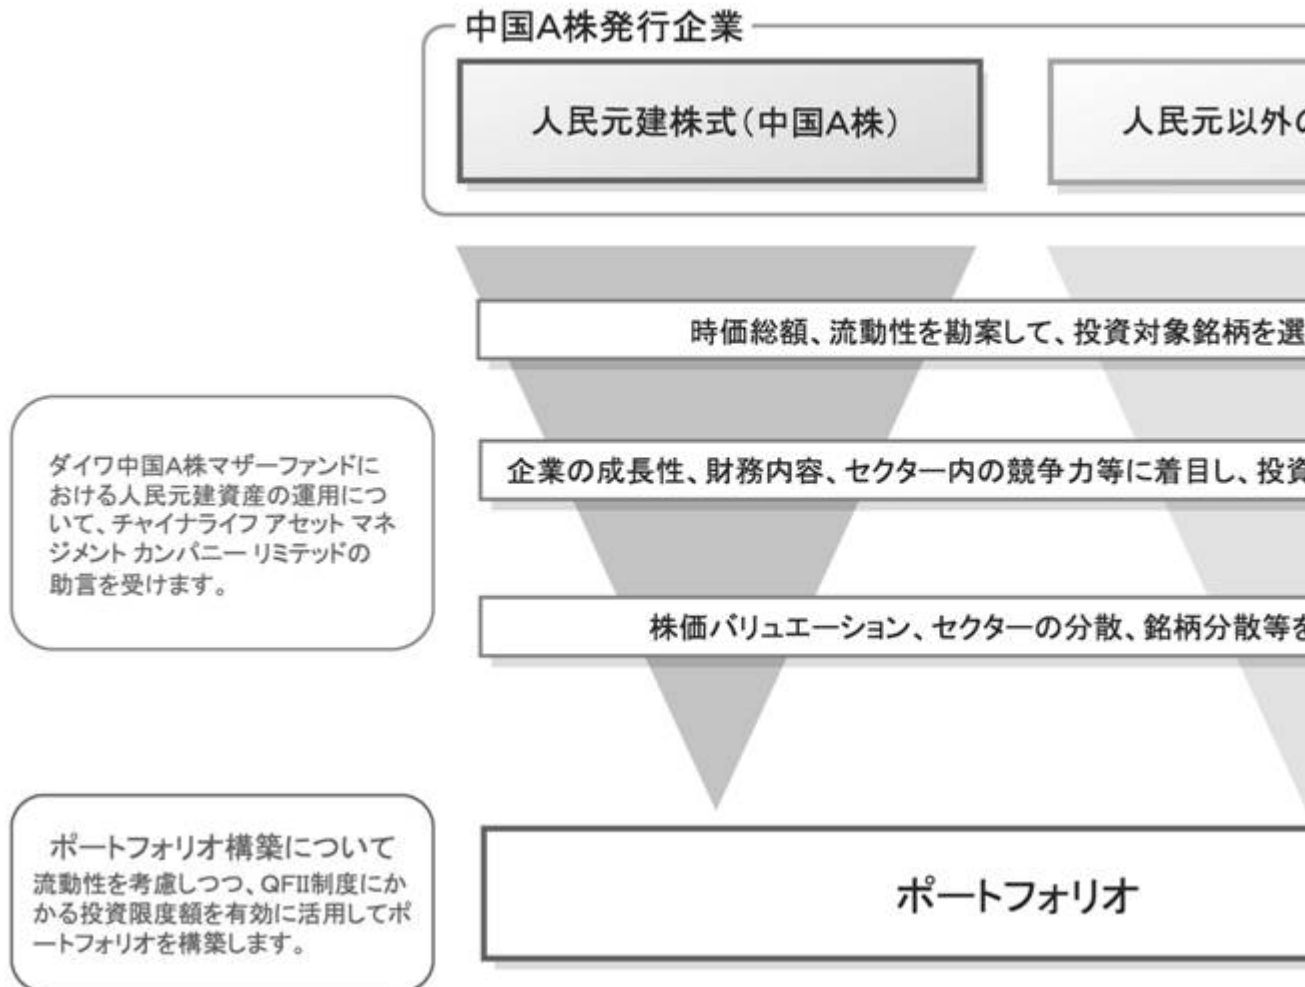 中国A株発行企業
人民元建株式(中国A株)
人民元以外の
時価総額、流動性を勘案して、投資対象銘柄を選
企業の成長性、財務内容、セクター内の競争力等に着目し、投資
株価バリュエーション、セクターの分散、銘柄分散等を
ダイワ中国A株マザーファンドに
おける人民元建資産の運用につ
いて、チャイナライフ アセット マネ
ジメント カンパニー リミテッドの
助言を受けます。
ポートフォリオ構築について
流動性を考慮しつつ、QFII制度にか
かる投資限度額を有効に活用してポ
ートフォリオを構築します。
ポートフォリオ